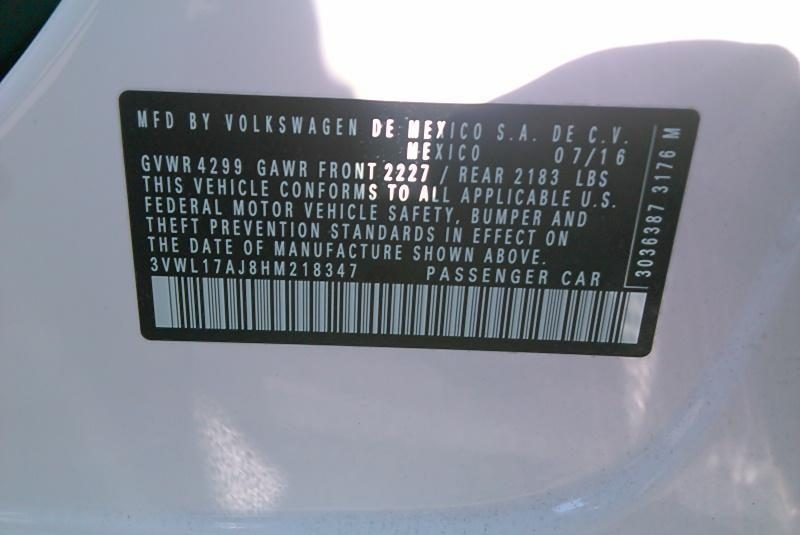 MFD BY VOLKSWAGEN DE MEXICO S.A. DE C.V.
MEXICO 07/16
GVWR 4299 GAWR FRONT 2227 / REAR 2183 LBS
THIS VEHICLE CONFORMS TO ALL APPLICABLE U.S.
FEDERAL MOTOR VEHICLE SAFETY, BUMPER AND
THEFT PREVENTION STANDARDS IN EFFECT ON
THE DATE OF MANUFACTURE SHOWN ABOVE.
3VWL17AJ8HM218347 PASSENGER CAR
3036387 3176 M